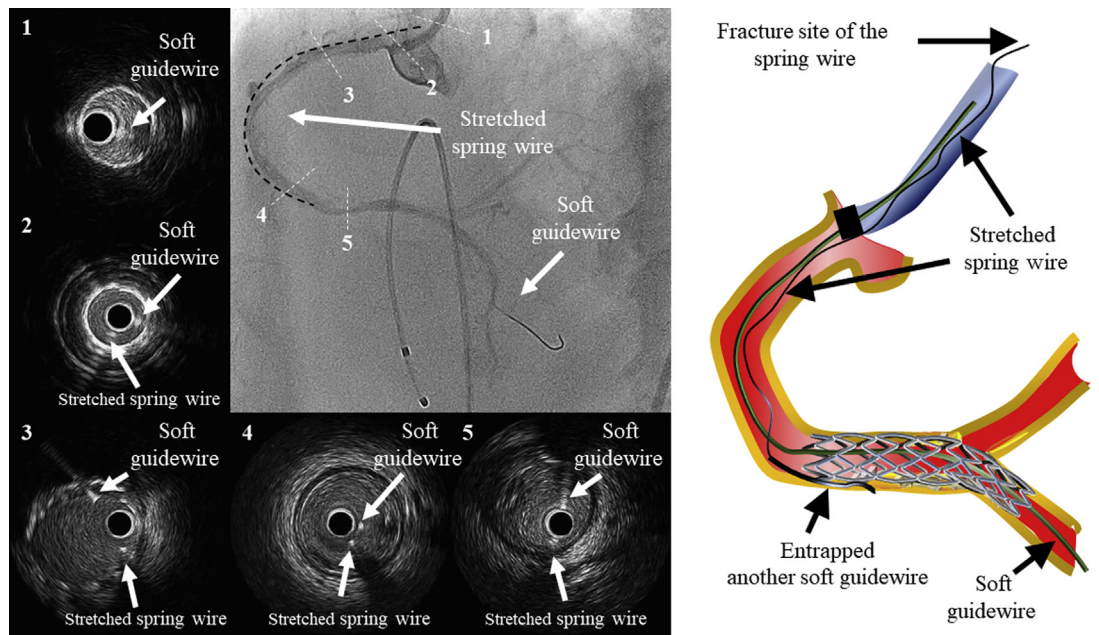 1
Soft
guidewire
2
Soft
guidewire
Stretched spring wire
3
Soft
guidewire
Stretched spring wire
4
Soft
guidewire
Stretched spring wire
5
Soft
guidewire
Stretched spring wire
1
2
3
Stretched
spring wire
4
5
Soft
guidewire
Fracture site of the
spring wire
Stretched
spring wire
Entrapped
another soft guidewire
Soft
guidewire